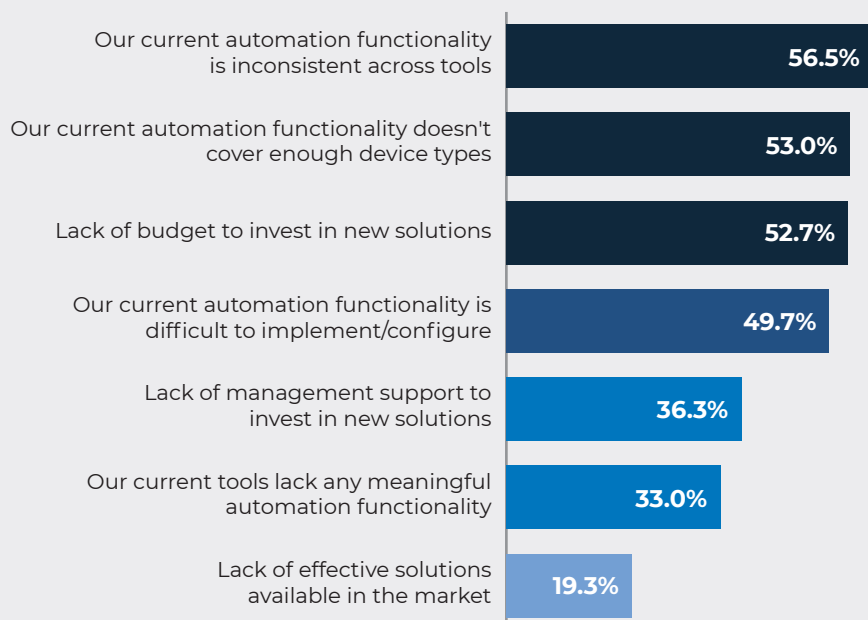 Our current automation functionality
is inconsistent across tools
56.5%
Our current automation functionality doesn't
cover enough device types
53.0%
Lack of budget to invest in new solutions
52.7%
Our current automation functionality is
difficult to implement/configure
49.7%
Lack of management support to
invest in new solutions
36.3%
Our current tools lack any meaningful
automation functionality
33.0%
Lack of effective solutions
available in the market
19.3%